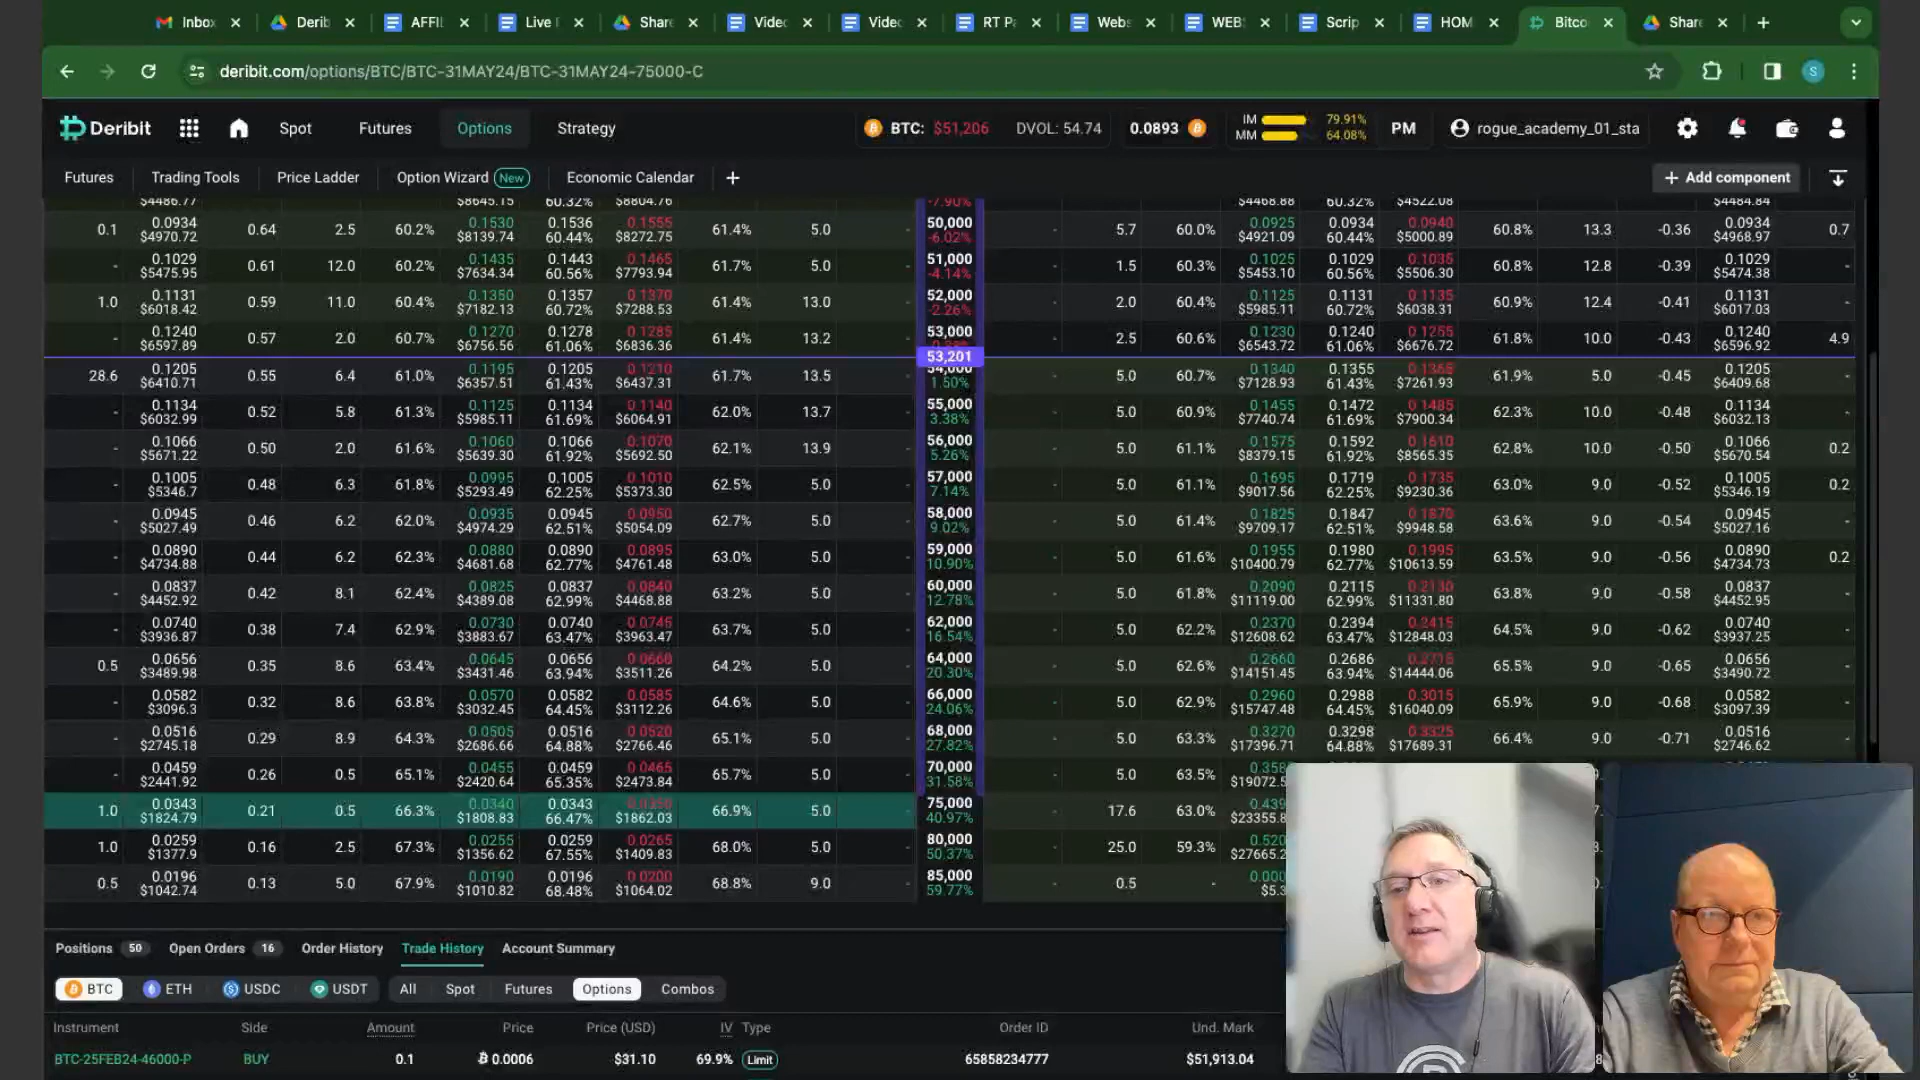 Inbox Derib AFFIL Live F Share Video Video RT Pa Webs WEBS Scrip HOM Bitco Share
deribit.com/options/BTC/BTC-31MAY24/BTC-31MAY24-75000-C
Deribit Spot Futures Options Strategy BTC: $51,206 DVOL: 54.74 0.0893 IM 79.91% MM 64.08% PM rogue_academy_01_sta
Futures Trading Tools Price Ladder Option Wizard New Economic Calendar + Add component
$4486.77 $8645.15 60.32% $8804.76 -7.90% $4468.88 60.32% $4522.08 $4484.84
0.1 0.0934 0.64 2.5 60.2% 0.1530 0.1536 0.1555 61.4% 5.0 - 50,000 - 5.7 60.0% 0.0925 0.0934 0.0940 60.8% 13.3 -0.36 0.0934 0.7
$4970.72 $8139.74 60.44% $8272.75 -6.02% $4921.09 60.44% $5000.89 $4968.97
- 0.1029 0.61 12.0 60.2% 0.1435 0.1443 0.1465 61.7% 5.0 - 51,000 - 1.5 60.3% 0.1025 0.1029 0.1035 60.8% 12.8 -0.39 0.1029 -
$5475.95 $7634.34 60.56% $7793.94 -4.14% $5453.10 60.56% $5506.30 $5474.38
1.0 0.1131 0.59 11.0 60.4% 0.1350 0.1357 0.1370 61.4% 13.0 - 52,000 - 2.0 60.4% 0.1125 0.1131 0.1135 60.9% 12.4 -0.41 0.1131 -
$6018.42 $7182.13 60.72% $7288.53 -2.26% $5985.11 60.72% $6038.31 $6017.03
- 0.1240 0.57 2.0 60.7% 0.1270 0.1278 0.1285 61.4% 13.2 - 53,000 - 2.5 60.6% 0.1230 0.1240 0.1255 61.8% 10.0 -0.43 0.1240 4.9
$6597.89 $6756.56 61.06% $6836.36 $6543.72 61.06% $6676.72 $6596.92
53,201
28.6 0.1205 0.55 6.4 61.0% 0.1195 0.1205 0.1210 61.7% 13.5 - 54,000 - 5.0 60.7% 0.1340 0.1355 0.1365 61.9% 5.0 -0.45 0.1205 -
$6410.71 $6357.51 61.43% $6437.31 1.50% $7128.93 61.43% $7261.93 $6409.68
- 0.1134 0.52 5.8 61.3% 0.1125 0.1134 0.1140 62.0% 13.7 - 55,000 - 5.0 60.9% 0.1455 0.1472 0.1485 62.3% 10.0 -0.48 0.1134 -
$6032.99 $5985.11 61.69% $6064.91 3.38% $7740.74 61.69% $7900.34 $6032.13
- 0.1066 0.50 2.0 61.6% 0.1060 0.1066 0.1070 62.1% 13.9 - 56,000 - 5.0 61.1% 0.1575 0.1592 0.1610 62.8% 10.0 -0.50 0.1066 0.2
$5671.22 $5639.30 61.92% $5692.50 5.26% $8379.15 61.92% $8565.35 $5670.54
- 0.1005 0.48 6.3 61.8% 0.0995 0.1005 0.1010 62.5% 5.0 - 57,000 - 5.0 61.1% 0.1695 0.1719 0.1735 63.0% 9.0 -0.52 0.1005 0.2
$5346.7 $5293.49 62.25% $5373.30 7.14% $9017.56 62.25% $9230.36 $5346.19
- 0.0945 0.46 6.2 62.0% 0.0935 0.0945 0.0950 62.7% 5.0 - 58,000 - 5.0 61.4% 0.1825 0.1847 0.1870 63.6% 9.0 -0.54 0.0945 -
$5027.49 $4974.29 62.51% $5054.09 9.02% $9709.17 62.51% $9948.58 $5027.16
- 0.0890 0.44 6.2 62.3% 0.0880 0.0890 0.0895 63.0% 5.0 - 59,000 - 5.0 61.6% 0.1955 0.1980 0.1995 63.5% 9.0 -0.56 0.0890 0.2
$4734.88 $4681.68 62.77% $4761.48 10.90% $10400.79 62.77% $10613.59 $4734.73
- 0.0837 0.42 8.1 62.4% 0.0825 0.0837 0.0840 63.2% 5.0 - 60,000 - 5.0 61.8% 0.2090 0.2115 0.2130 63.8% 9.0 -0.58 0.0837 -
$4452.92 $4389.08 62.99% $4468.88 12.78% $11119.00 62.99% $11331.80 $4452.95
- 0.0740 0.38 7.4 62.9% 0.0730 0.0740 0.0745 63.7% 5.0 - 62,000 - 5.0 62.2% 0.2370 0.2394 0.2415 64.5% 9.0 -0.62 0.0740 -
$3936.87 $3883.67 63.47% $3963.47 16.54% $12608.62 63.47% $12848.03 $3937.25
0.5 0.0656 0.35 8.6 63.4% 0.0645 0.0656 0.0660 64.2% 5.0 - 64,000 - 5.0 62.6% 0.2660 0.2686 0.2715 65.5% 9.0 -0.65 0.0656 -
$3489.98 $3431.46 63.94% $3511.26 20.30% $14151.45 63.94% $14444.06 $3490.72
- 0.0582 0.32 8.6 63.8% 0.0570 0.0582 0.0585 64.6% 5.0 - 66,000 - 5.0 62.9% 0.2960 0.2988 0.3015 65.9% 9.0 -0.68 0.0582 -
$3096.3 $3032.45 64.45% $3112.26 24.06% $15747.48 64.45% $16040.09 $3097.39
- 0.0516 0.29 8.9 64.3% 0.0505 0.0516 0.0520 65.1% 5.0 - 68,000 - 5.0 63.3% 0.3270 0.3298 0.3325 66.4% 9.0 -0.71 0.0516 -
$2745.18 $2686.66 64.88% $2766.46 27.82% $17396.71 64.88% $17689.31 $2746.62
- 0.0459 0.26 0.5 65.1% 0.0455 0.0459 0.0465 65.7% 5.0 - 70,000 - 5.0 63.5% 0.358
$2441.92 $2420.64 65.35% $2473.84 31.58% $19072.5
1.0 0.0343 0.21 0.5 66.3% 0.0340 0.0343 0.0350 66.9% 5.0 - 75,000 - 17.6 63.0% 0.439
$1824.79 $1808.83 66.47% $1862.03 40.97% $23355.8
1.0 0.0259 0.16 2.5 67.3% 0.0255 0.0259 0.0265 68.0% 5.0 - 80,000 - 25.0 59.3% 0.520
$1377.9 $1356.62 67.55% $1409.83 50.37% $27665.2
0.5 0.0196 0.13 5.0 67.9% 0.0190 0.0196 0.0200 68.8% 9.0 - 85,000 - 0.5 - 0.000
$1042.74 $1010.82 68.48% $1064.02 59.77% $5.3
Positions 50 Open Orders 16 Order History Trade History Account Summary
BTC ETH USDC USDT All Spot Futures Options Combos
Instrument Side Amount Price Price (USD) IV Type Order ID Und. Mark
BTC-25FEB24-46000-P BUY 0.1 ₿ 0.0006 $31.10 69.9% Limit 65858234777 $51,913.04